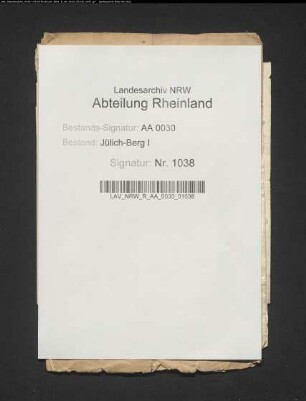 Landesarchiv NRW
Abteilung Rheinland
Bestands-Signatur: AA 0030
Bestand: Jülich-Berg I
Signatur: Nr. 1038
LAV_NRW_R_AA_0030_01038